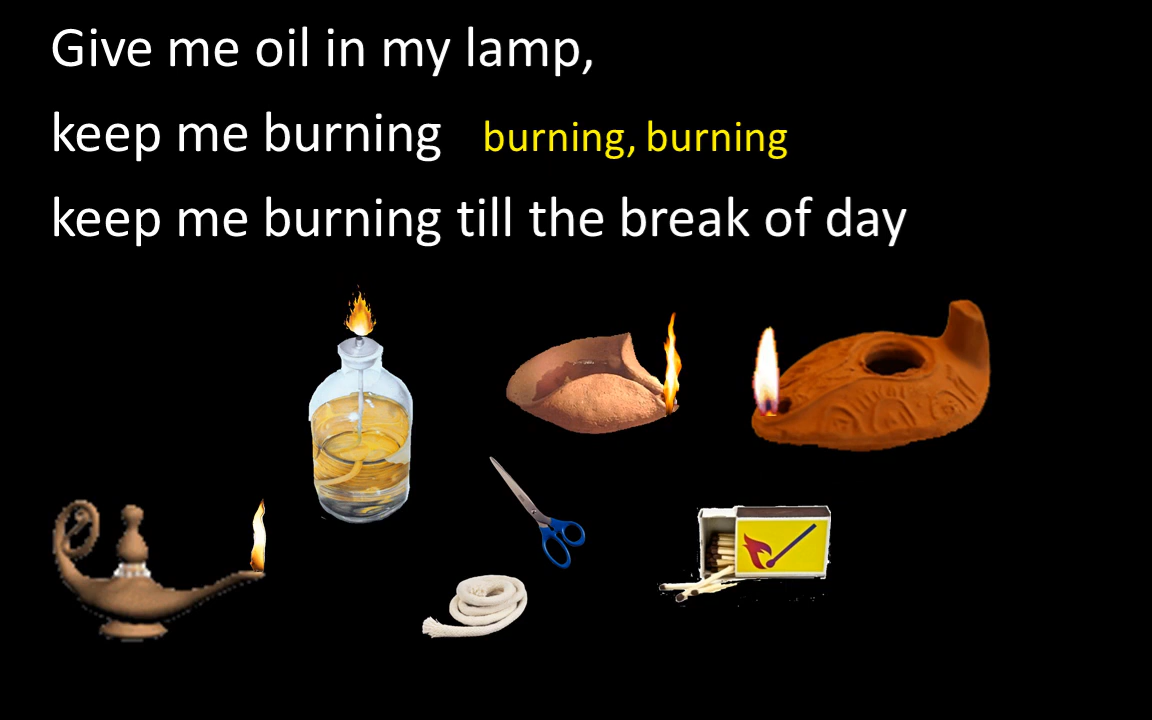 Give me oil in my lamp,
keep me burning burning, burning
keep me burning till the break of day